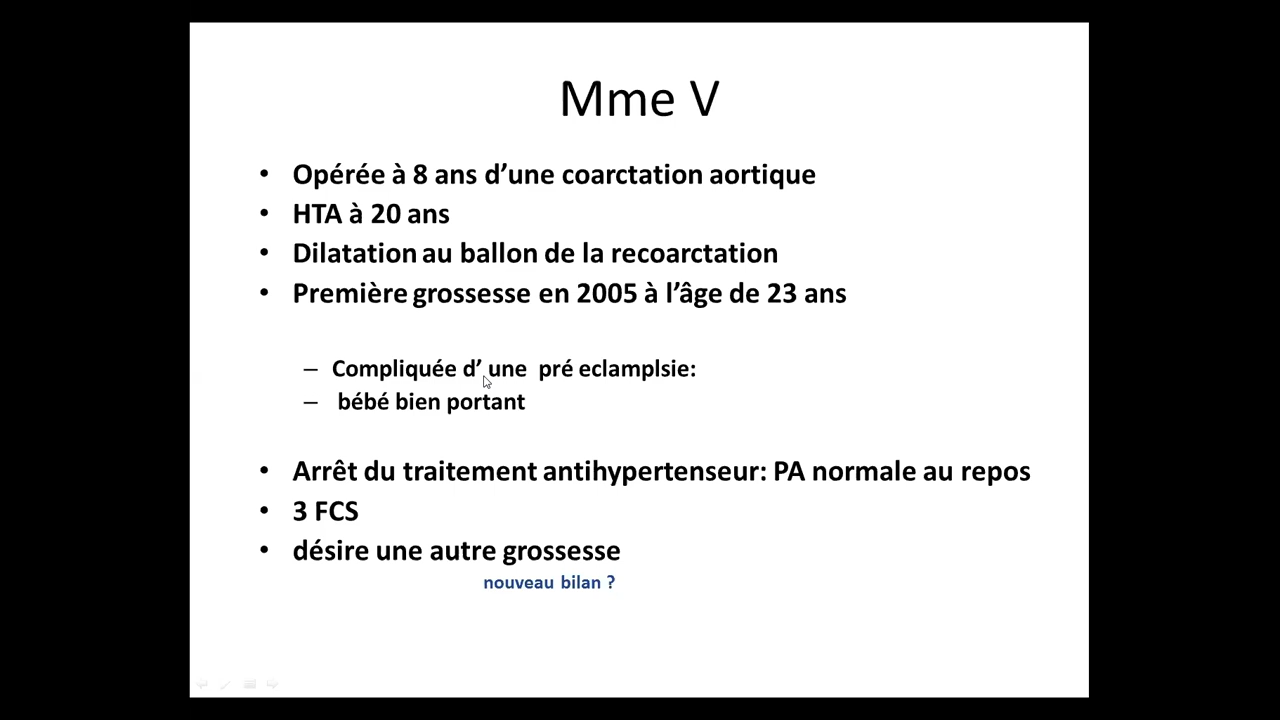 Mme V
• Opérée à 8 ans d’une coarctation aortique
• HTA à 20 ans
• Dilatation au ballon de la recoarctation
• Première grossesse en 2005 à l’âge de 23 ans
– Compliquée d’ une pré eclamplsie:
– bébé bien portant
• Arrêt du traitement antihypertenseur: PA normale au repos
• 3 FCS
• désire une autre grossesse
nouveau bilan ?